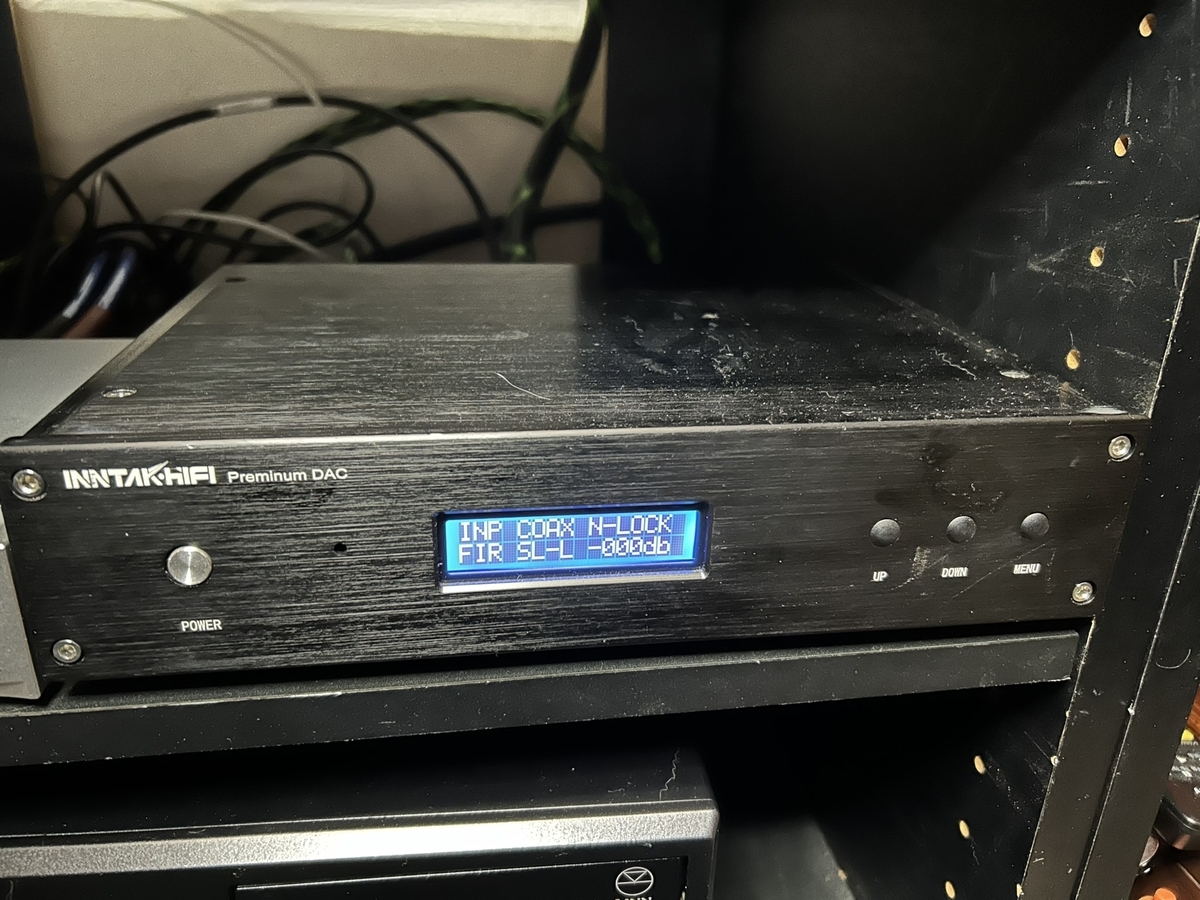 INNTAK·HIFI Preminum DAC
INP COAX N-LOCK
FIR SL-L -000db
POWER
UP
DOWN
MENU